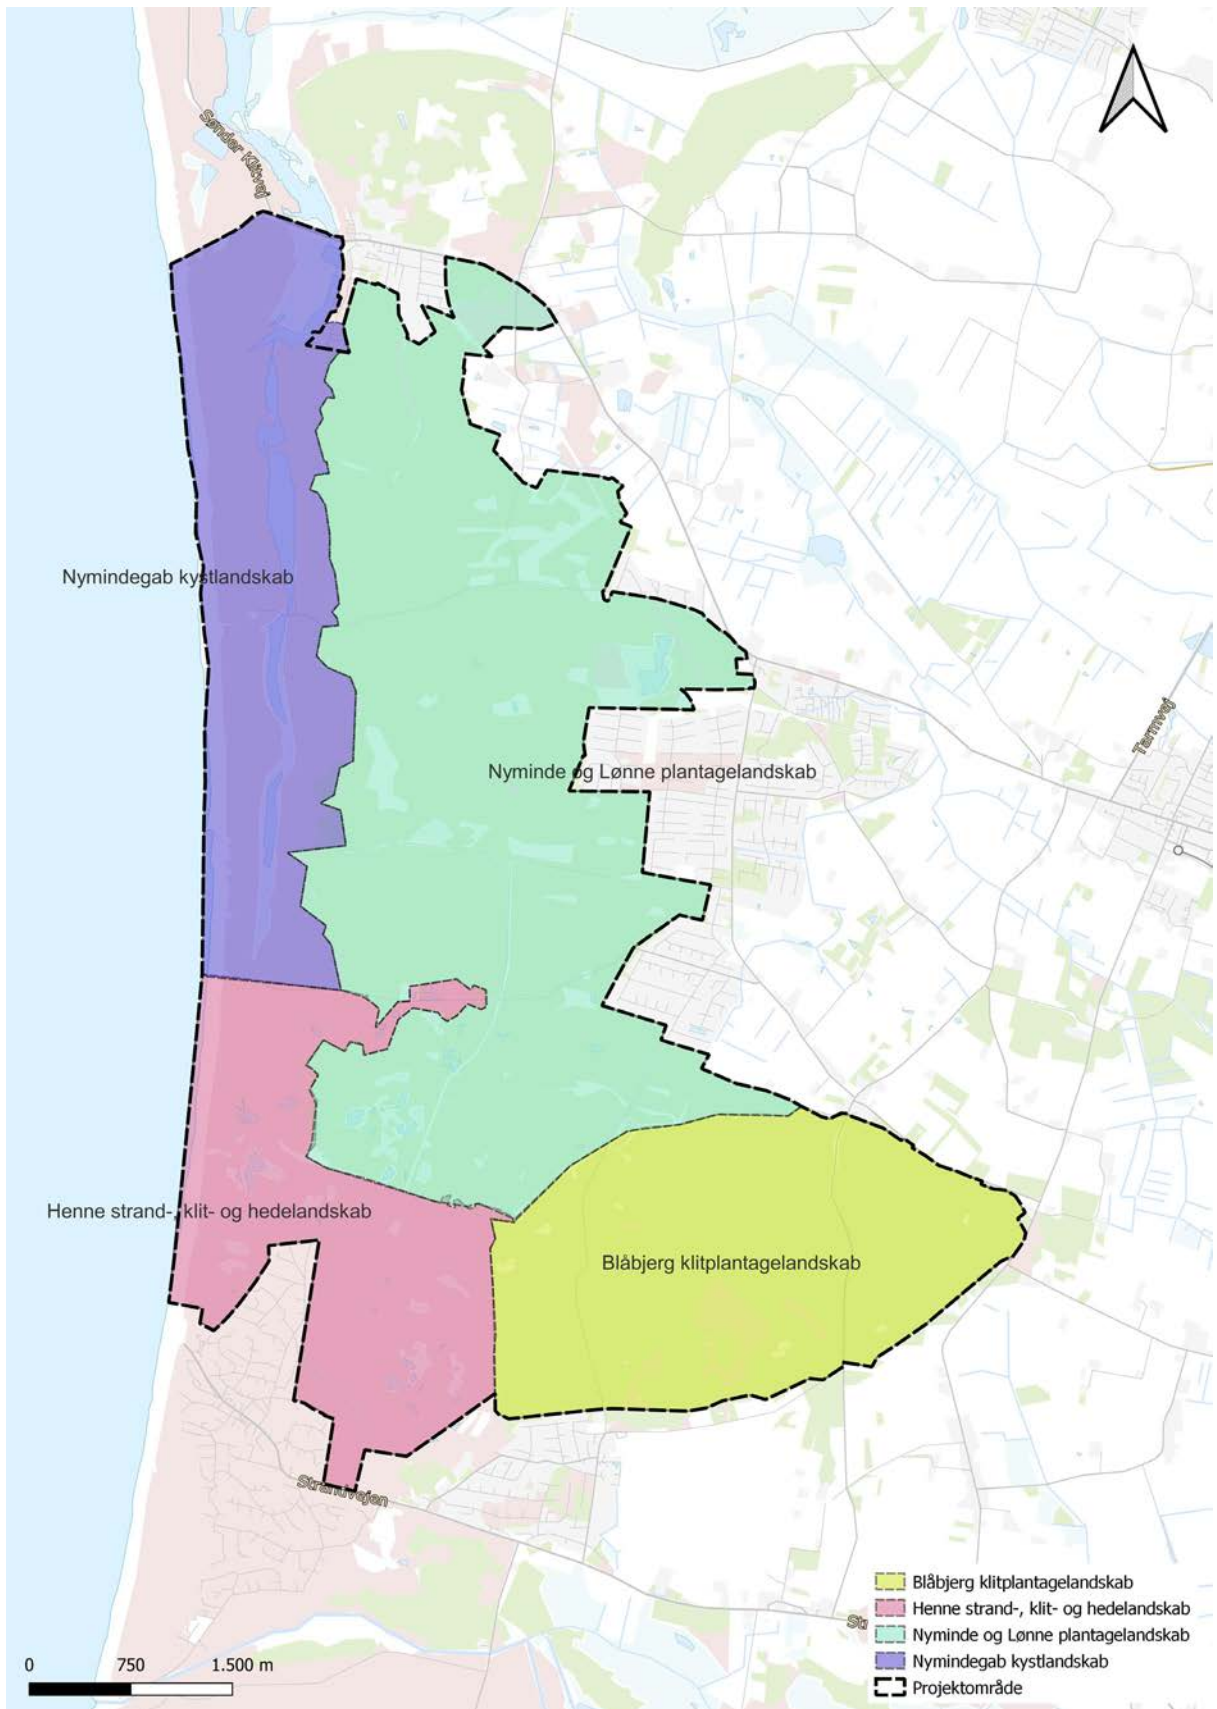 Sønder Klitvej
Nymindegab kystlandskab
Tarmvej
Nyminde og Lønne plantagelandskab
Henne strand-, klit- og hedelandskab
Blåbjerg klitplantagelandskab
Strandvejen
Blåbjerg klitplantagelandskab
Henne strand-, klit- og hedelandskab
Nyminde og Lønne plantagelandskab
Nymindegab kystlandskab
Projektområde
0 750 1.500 m